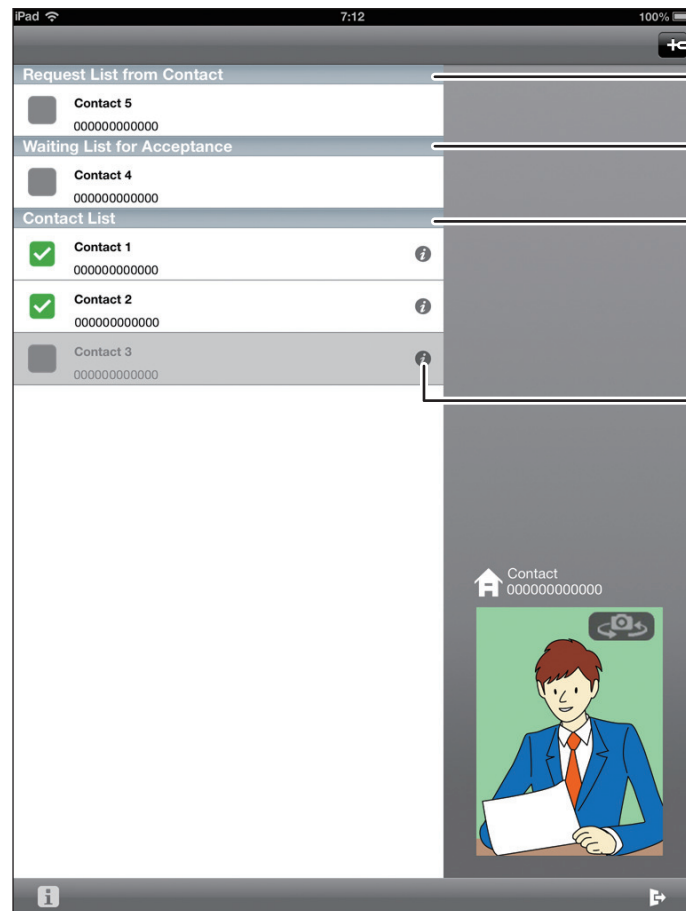 iPad 7:12 100%
Request List from Contact
Contact 5
000000000000
Waiting List for Acceptance
Contact 4
000000000000
Contact List
Contact 1
000000000000
Contact 2
000000000000
Contact 3
000000000000
Contact
000000000000